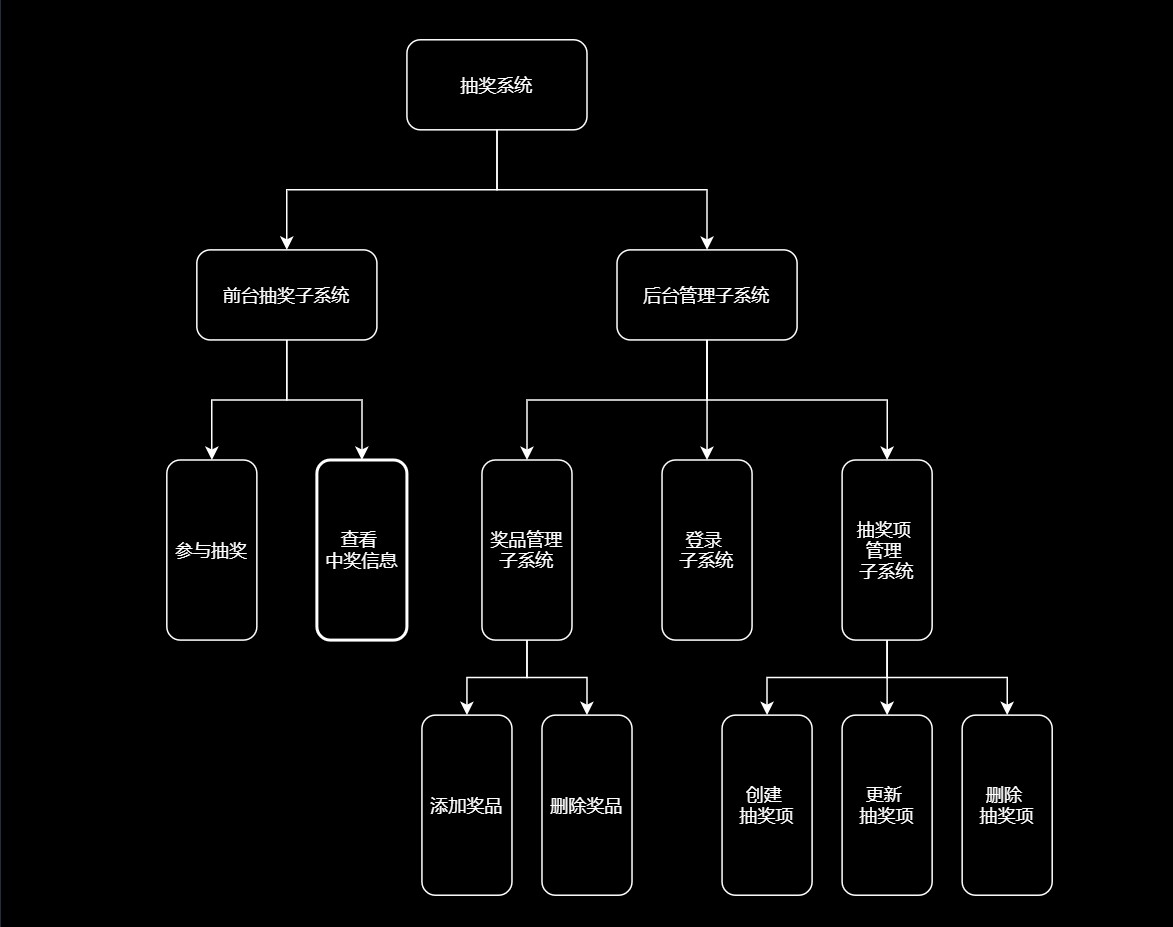 抽奖系统
前台抽奖子系统
后台管理子系统
参与抽奖
查看
中奖信息
奖品管理
子系统
登录
子系统
抽奖项
管理
子系统
添加奖品
删除奖品
创建
抽奖项
更新
抽奖项
删除
抽奖项